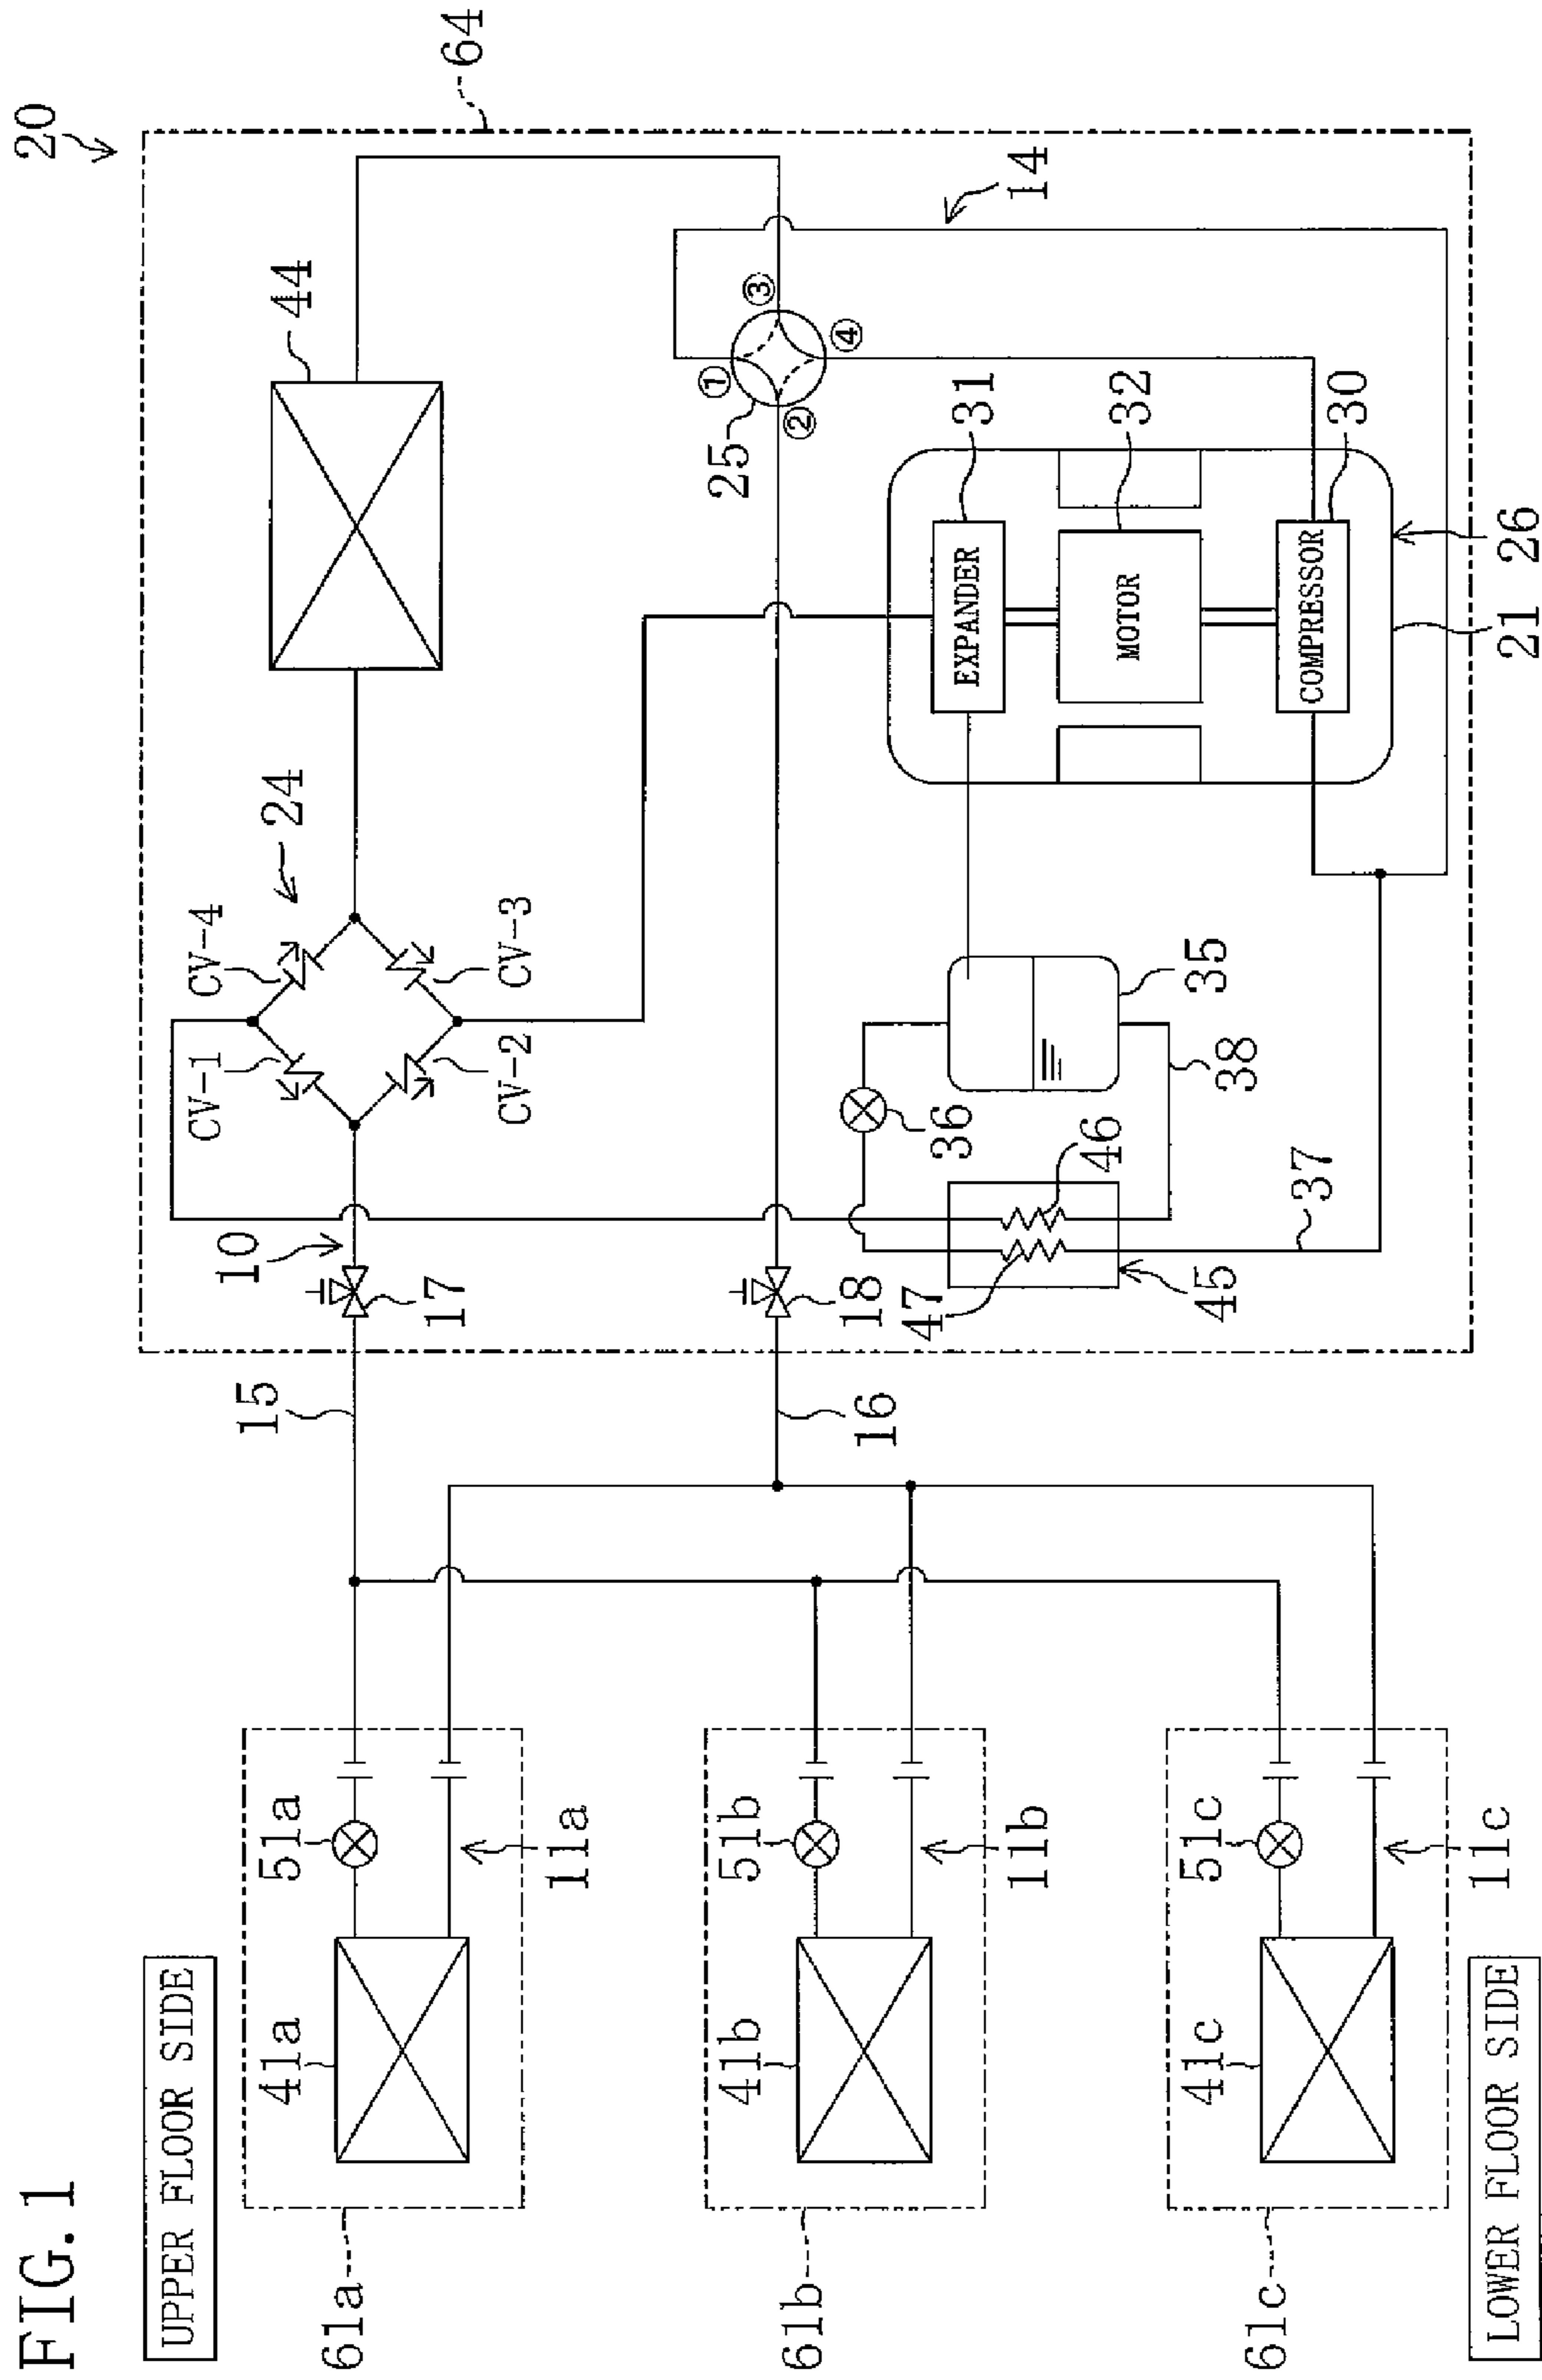 FIG. 1
UPPER FLOOR SIDE
20
64
44
24
CV-4
CV-1
CV-3
CV-2
10
17
15
14
①
②
③
④
25
18
16
31
EXPANDER
32
MOTOR
30
COMPRESSOR
26
21
35
36
38
46
47
45
37
61a
41a
51a
11a
61b
41b
51b
11b
61c
41c
51c
11c
LOWER FLOOR SIDE